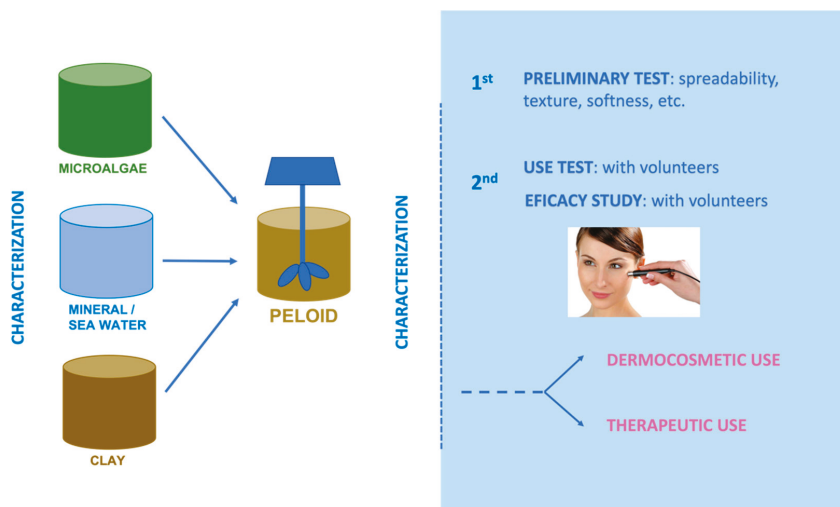 CHARACTERIZATION
MICROALGAE
MINERAL /
SEA WATER
CLAY
PELOID
CHARACTERIZATION
1st PRELIMINARY TEST: spreadability,
texture, softness, etc.
2nd
USE TEST: with volunteers
EFICACY STUDY: with volunteers
DERMOCOSMETIC USE
THERAPEUTIC USE